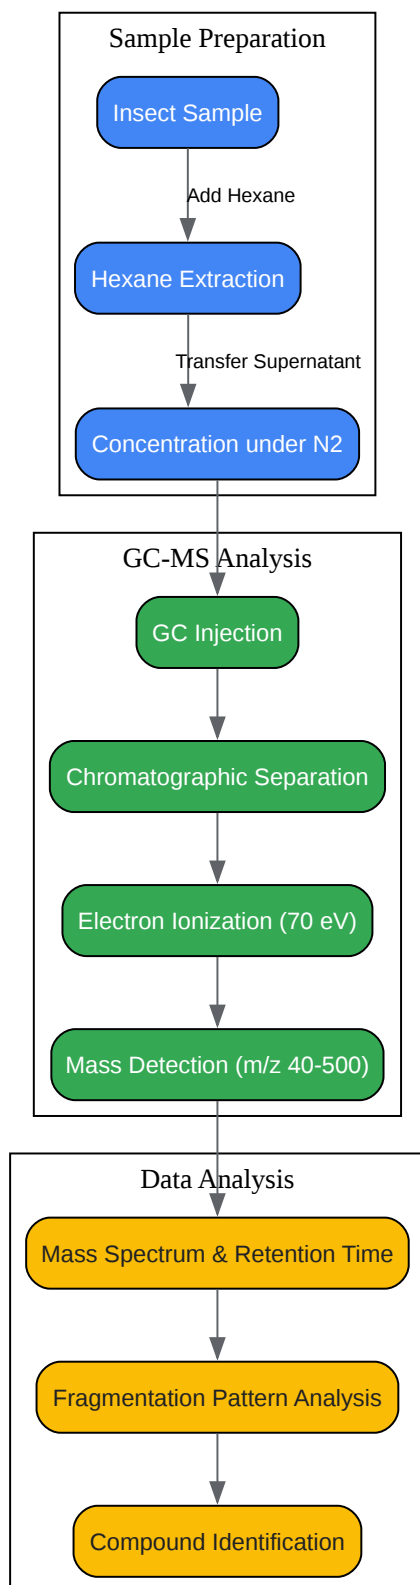 Sample Preparation
Insect Sample
Add Hexane
Hexane Extraction
Transfer Supernatant
Concentration under N2
GC-MS Analysis
GC Injection
Chromatographic Separation
Electron Ionization (70 eV)
Mass Detection (m/z 40-500)
Data Analysis
Mass Spectrum & Retention Time
Fragmentation Pattern Analysis
Compound Identification